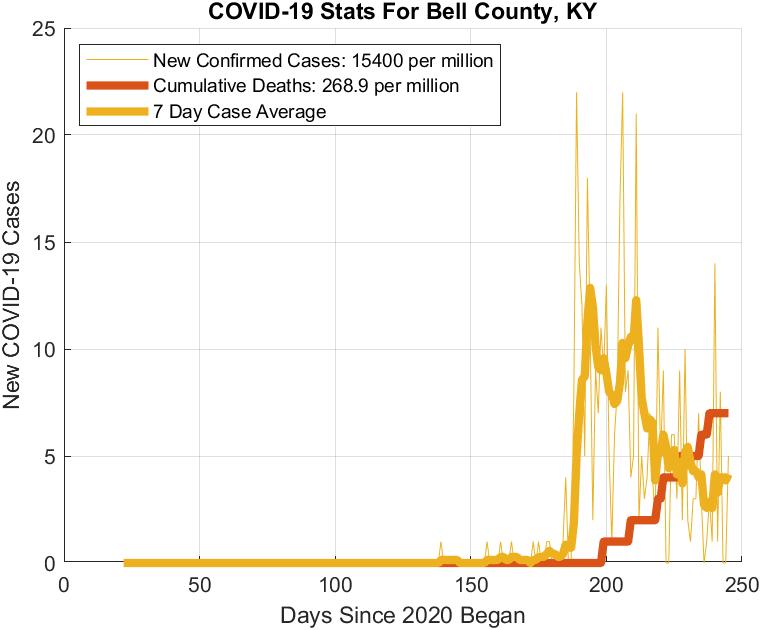 COVID-19 Stats For Bell County, KY
25
New Confirmed Cases: 15400 per million
Cumulative Deaths: 268.9 per million
7 Day Case Average
20
15
10
5
0
New COVID-19 Cases
0 50 100 150 200 250
Days Since 2020 Began